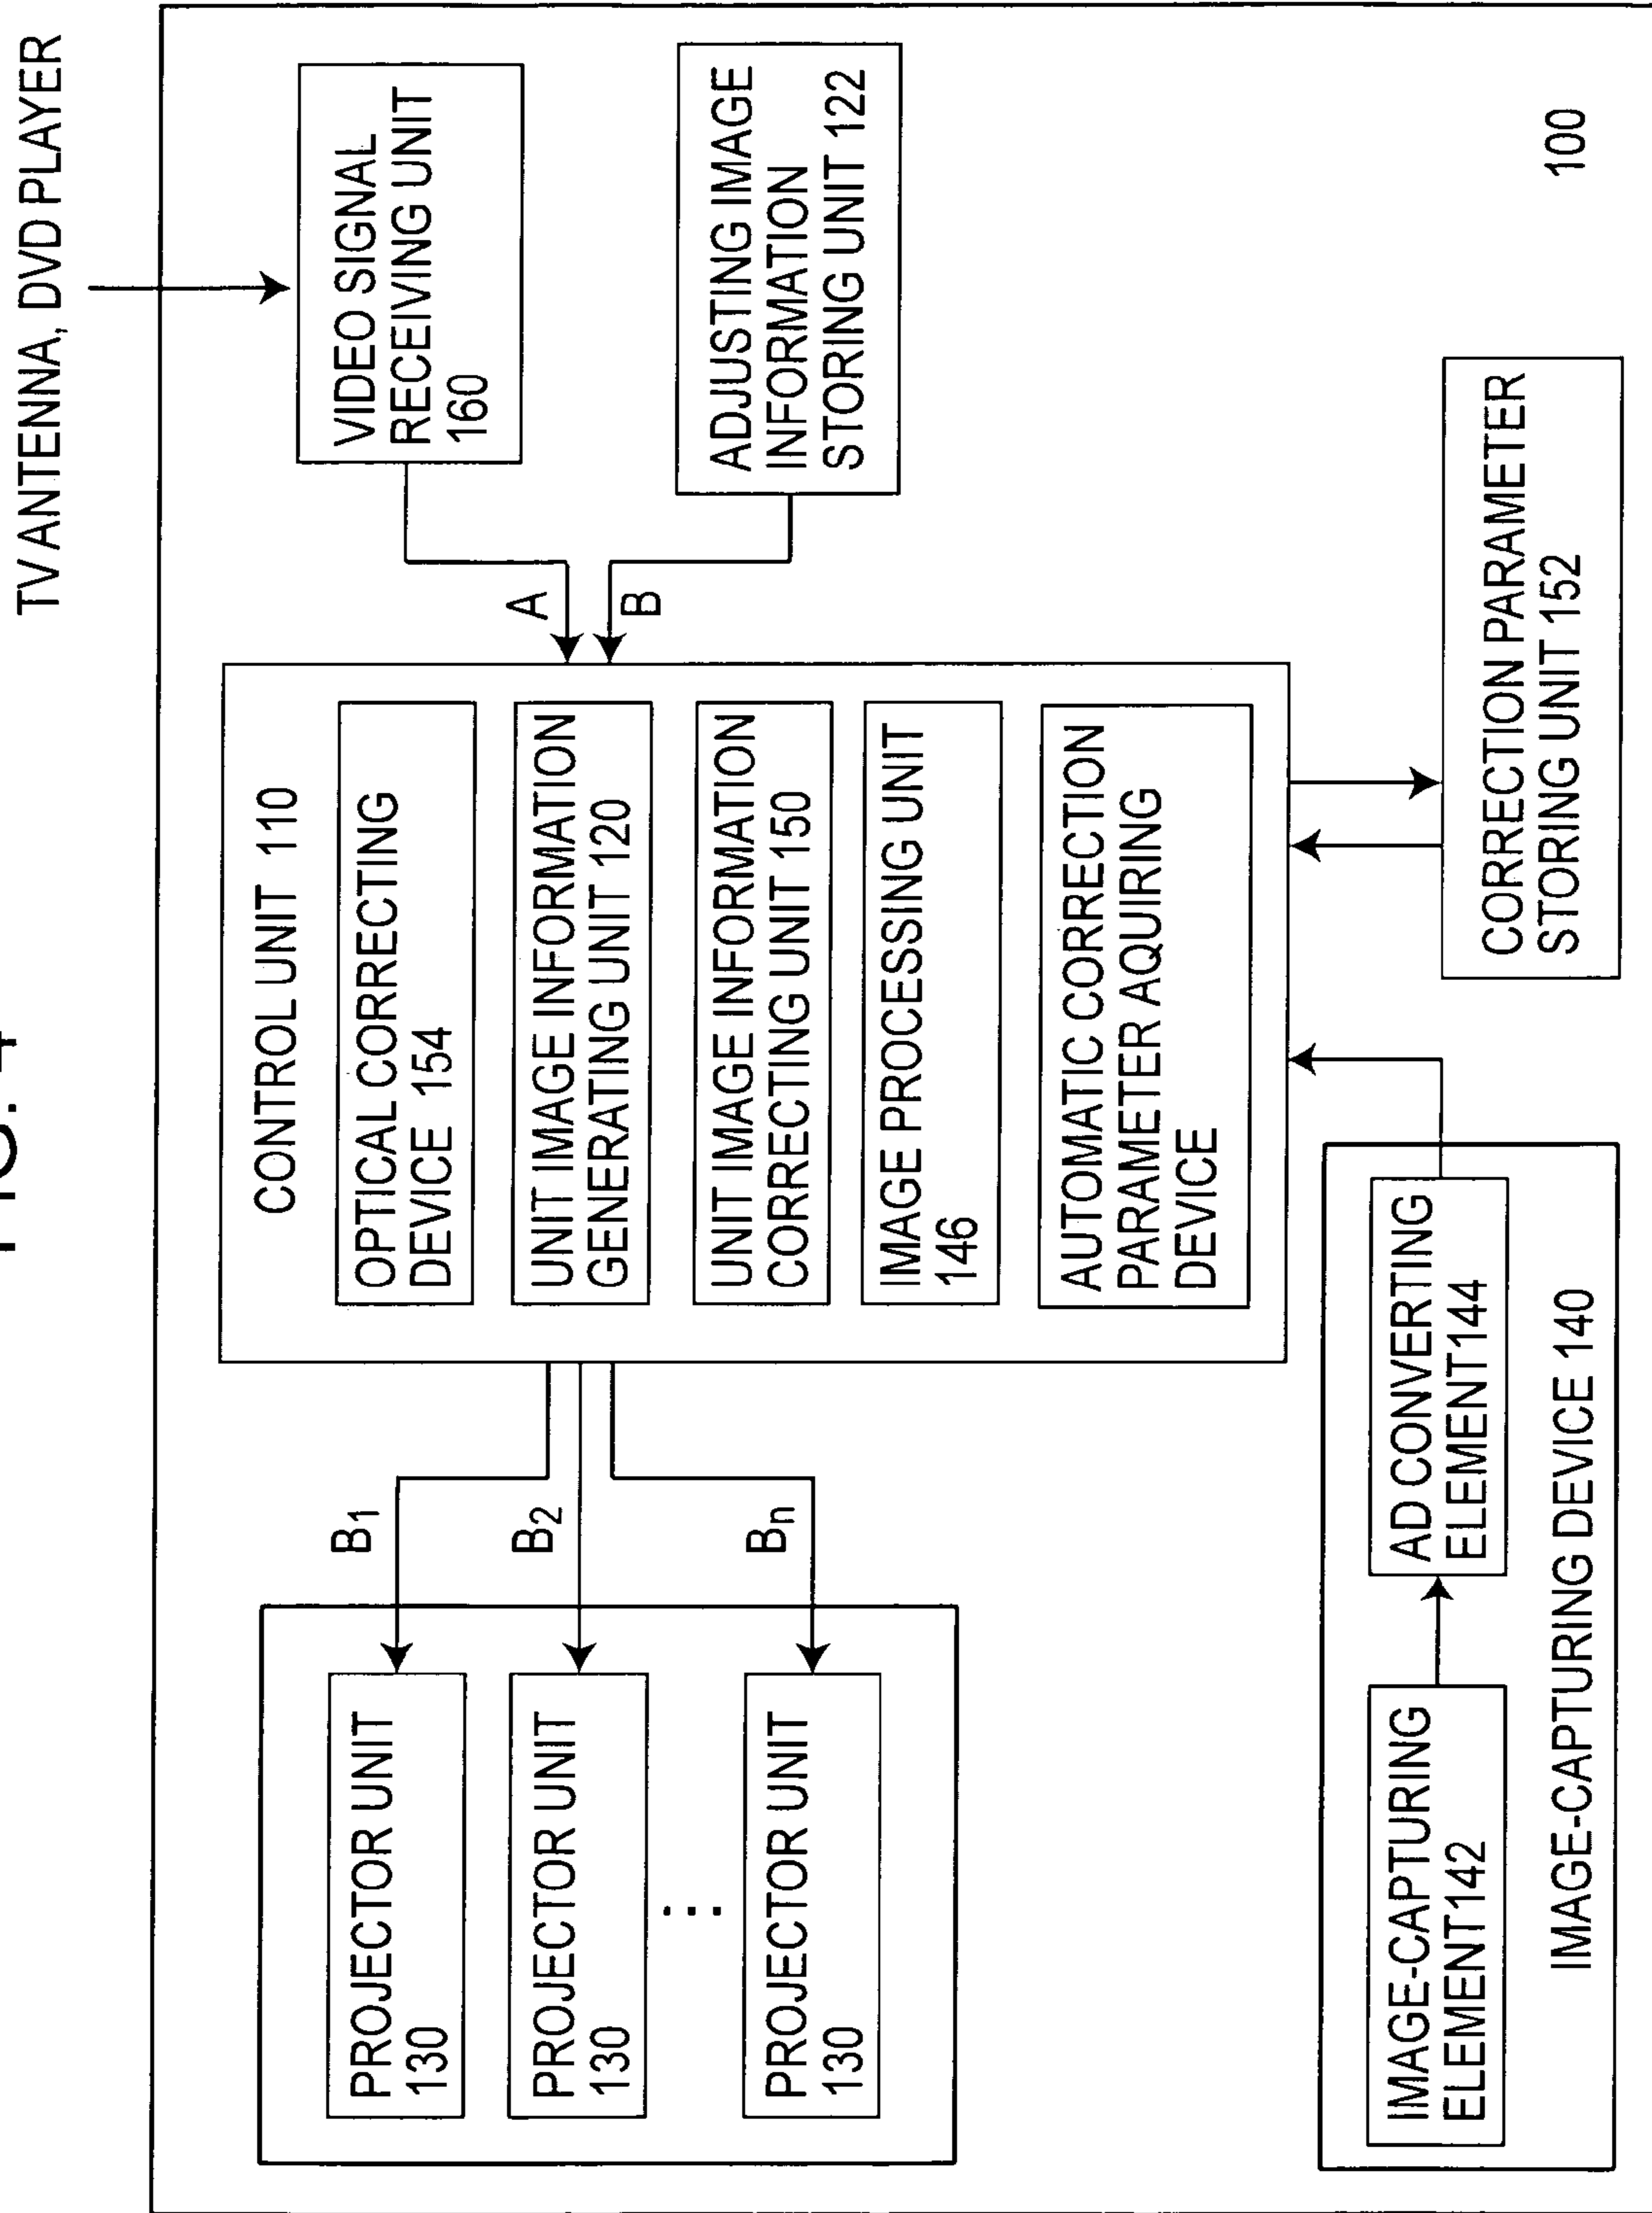 FIG. 4
TV ANTENNA, DVD PLAYER
VIDEO SIGNAL
RECEIVING UNIT
160
ADJUSTING IMAGE
INFORMATION
STORING UNIT 122
A
B
CONTROL UNIT 110
OPTICAL CORRECTING
DEVICE 154
UNIT IMAGE INFORMATION
GENERATING UNIT 120
UNIT IMAGE INFORMATION
CORRECTING UNIT 150
IMAGE PROCESSING UNIT
146
AUTOMATIC CORRECTION
PARAMETER AQUIRING
DEVICE
B1
B2
Bn
PROJECTOR UNIT
130
PROJECTOR UNIT
130
⋮
PROJECTOR UNIT
130
IMAGE-CAPTURING
ELEMENT142
AD CONVERTING
ELEMENT144
IMAGE-CAPTURING DEVICE 140
CORRECTION PARAMETER
STORING UNIT 152
100